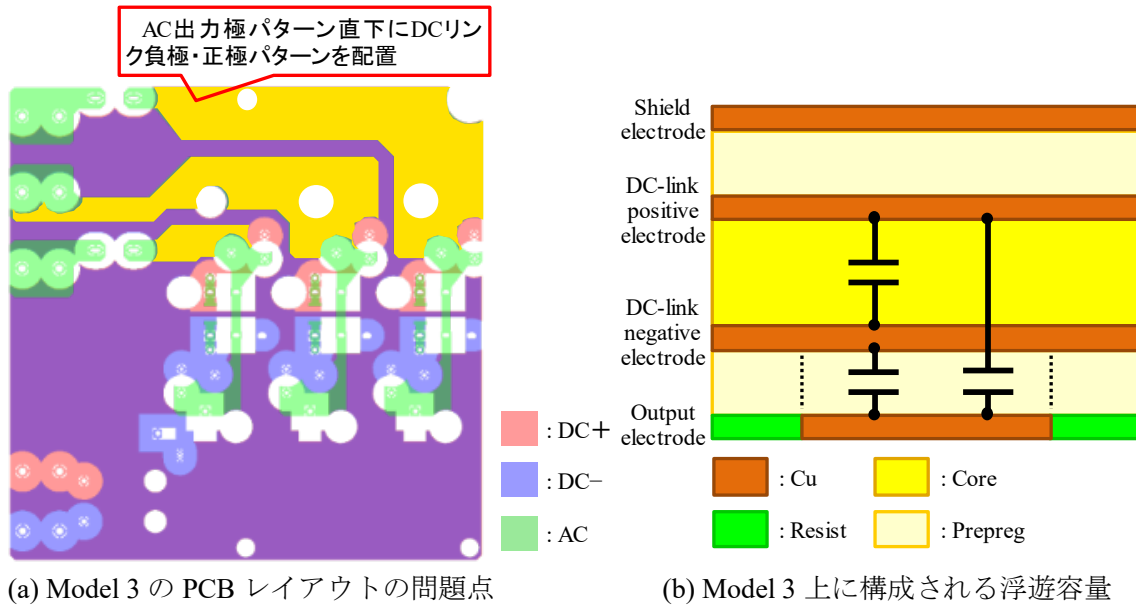 AC出力極パターン直下にDCリン
ク負極・正極パターンを配置
Shield
electrode
DC-link
positive
electrode
DC-link
negative
electrode
Output
electrode
: DC+
: DC−
: AC
: Cu
: Core
: Resist
: Prepreg
(a) Model 3 の PCB レイアウトの問題点
(b) Model 3 上に構成される浮遊容量